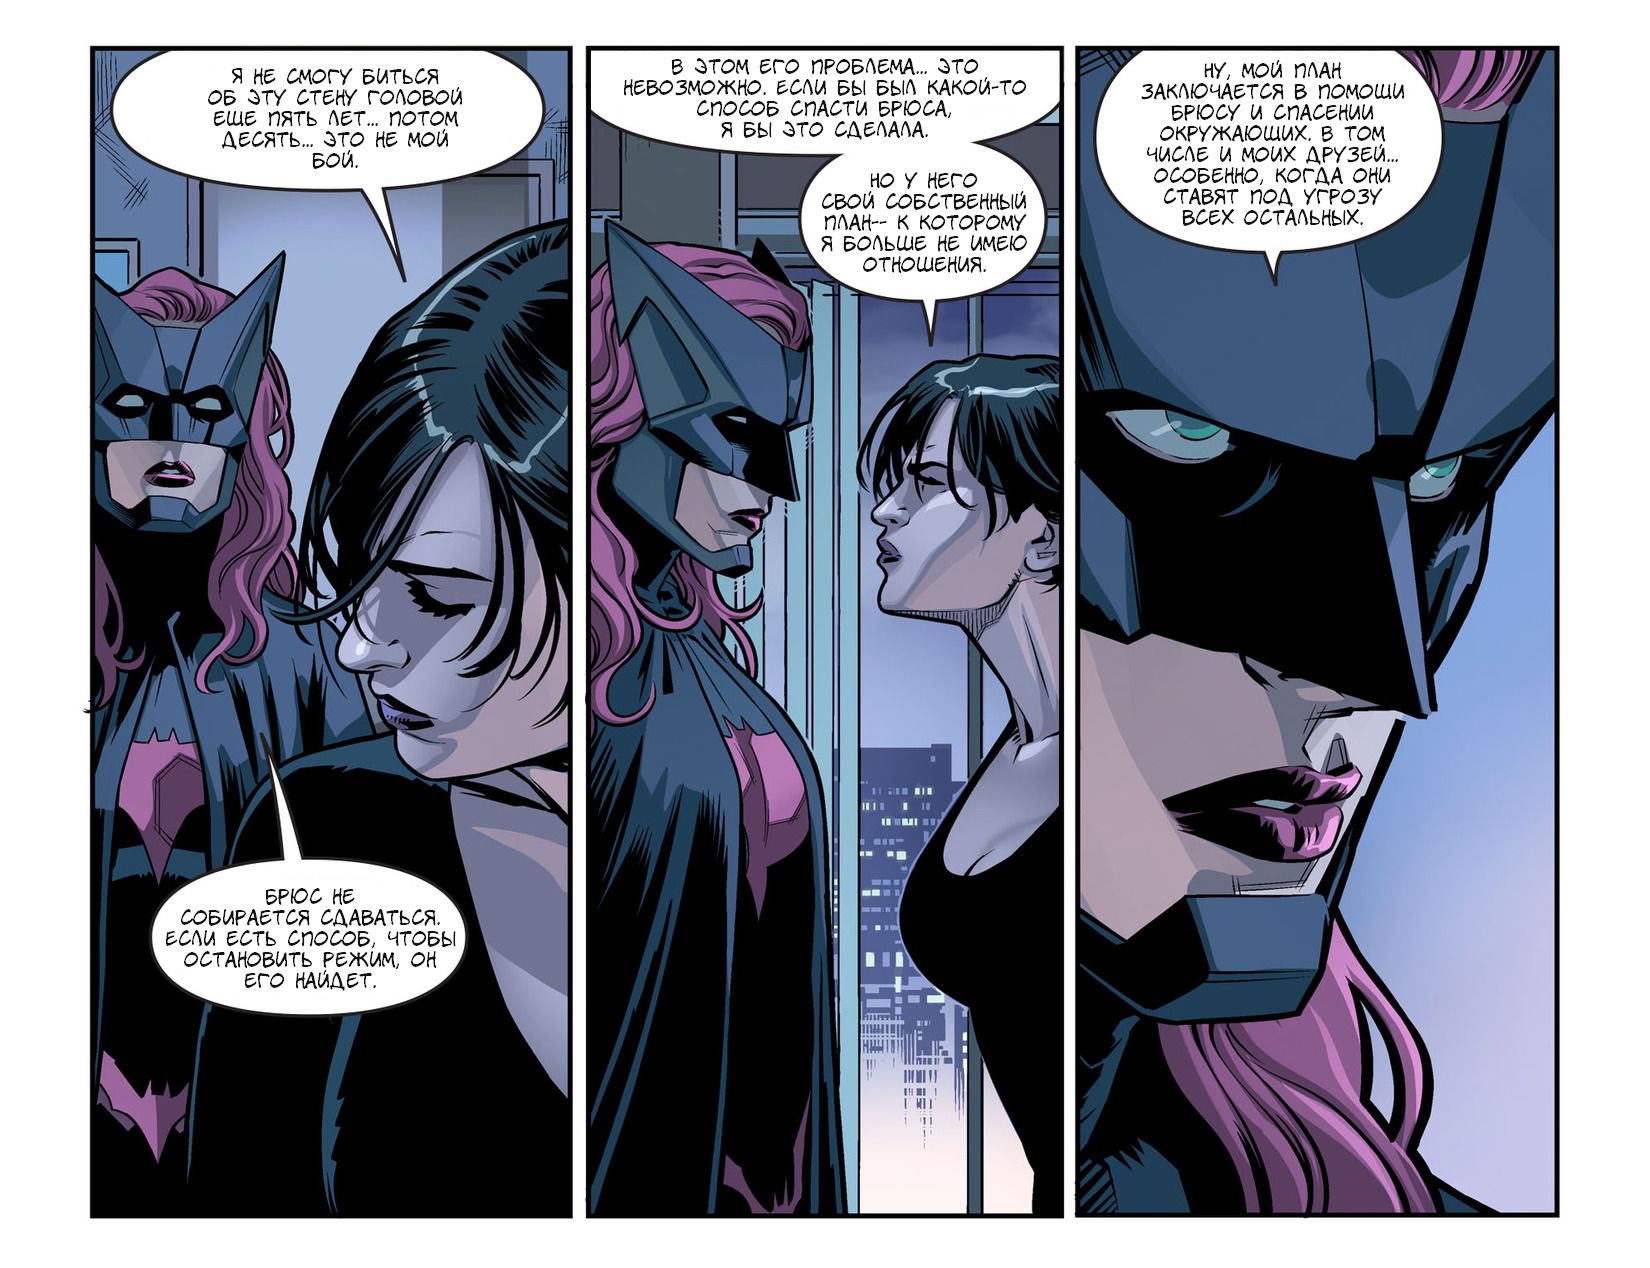 Я НЕ СМОГУ БИТЬСЯ
ОБ ЭТУ СТЕНУ ГОЛОВОЙ
ЕЩЕ ПЯТЬ ЛЕТ... ПОТОМ
ДЕСЯТЬ... ЭТО НЕ МОЙ
БОЙ.
БРЮС НЕ
СОБИРАЕТСЯ СДАВАТЬСЯ.
ЕСЛИ ЕСТЬ СПОСОБ, ЧТОБЫ
ОСТАНОВИТЬ РЕЖИМ, ОН
ЕГО НАЙДЕТ.
В ЭТОМ ЕГО ПРОБЛЕМА... ЭТО
НЕВОЗМОЖНО. ЕСЛИ БЫ БЫЛ КАКОЙ-ТО
СПОСОБ СПАСТИ БРЮСА,
Я БЫ ЭТО СДЕЛАЛА.
НО У НЕГО
СВОЙ СОБСТВЕННЫЙ
ПЛАН-- К КОТОРОМУ
Я БОЛЬШЕ НЕ ИМЕЮ
ОТНОШЕНИЯ.
НУ, МОЙ ПЛАН
ЗАКЛЮЧАЕТСЯ В ПОМОЩИ
БРЮСУ И СПАСЕНИИ
ОКРУЖАЮЩИХ. В ТОМ
ЧИСЛЕ И МОИХ ДРУЗЕЙ...
ОСОБЕННО, КОГДА ОНИ
СТАВЯТ ПОД УГРОЗУ
ВСЕХ ОСТАЛЬНЫХ.